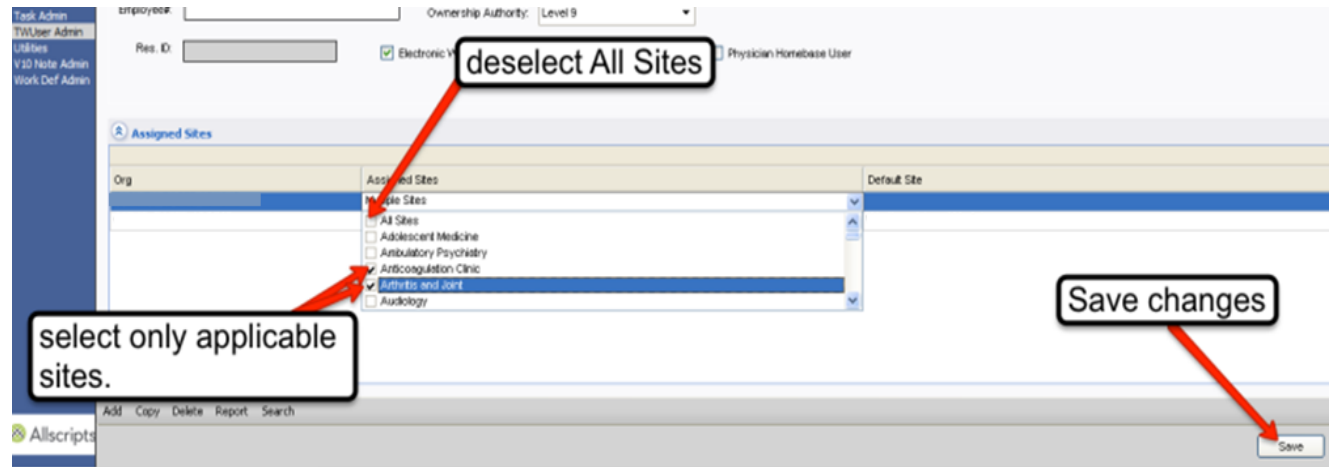 Task Admin
TWUser Admin
Utilities
V10 Note Admin
Work Def Admin
Employee#:
Ownership Authority: Level 9
Res. ID:
Electronic W
Physician Homebase User
deselect All Sites
Assigned Sites
Org Assigned Sites Default Site
Multiple Sites
All Sites
Adolescent Medicine
Ambulatory Psychiatry
Anticoagulation Clinic
Arthritis and Joint
Audiology
select only applicable
sites.
Save changes
Add Copy Delete Report Search
Allscripts
Save